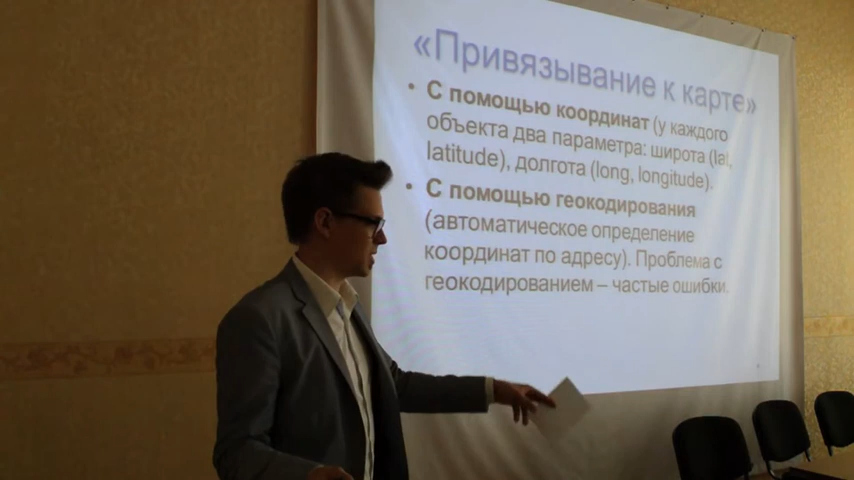 «Привязывание к карте»
• С помощью координат (у каждого
объекта два параметра: широта (lat,
latitude), долгота (long, longitude).
• С помощью геокодирования
(автоматическое определение
координат по адресу). Проблема с
геокодированием – частые ошибки.